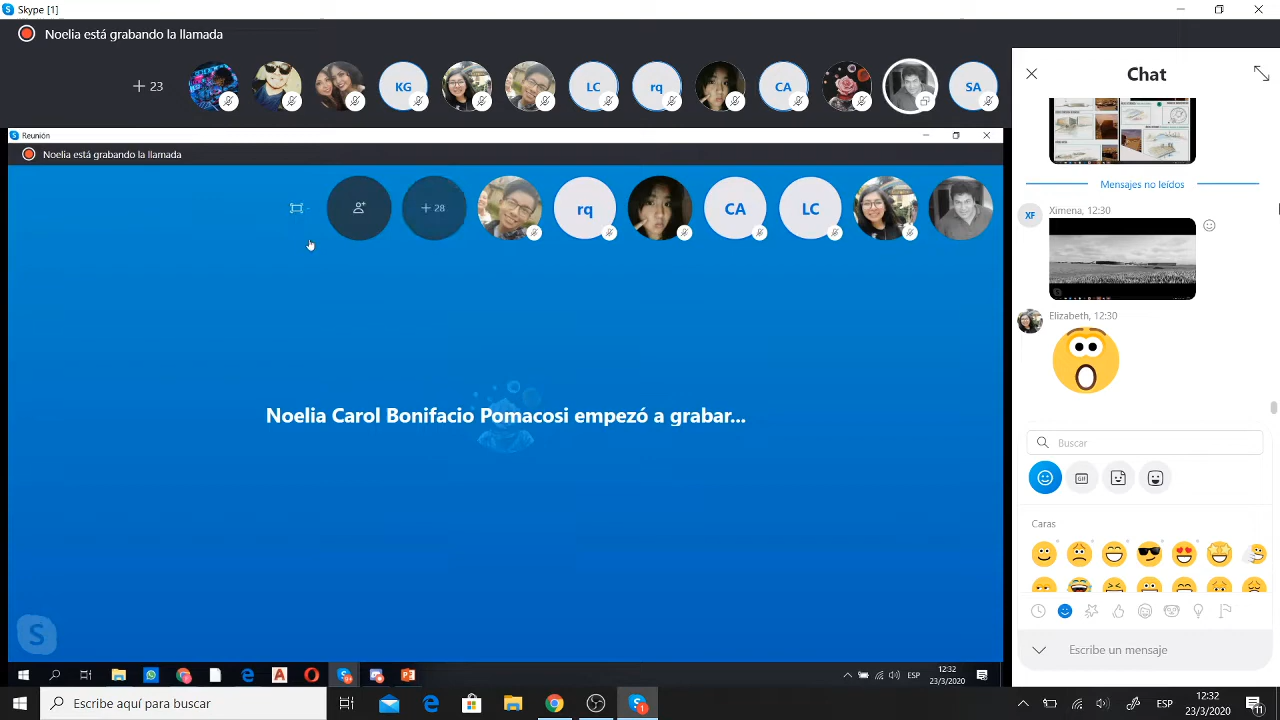 Skype [1]
Noelia está grabando la llamada
+ 23
KG
LC
rq
CA
SA
Reunión
Noelia está grabando la llamada
+ 28
rq
CA
LC
Noelia Carol Bonifacio Pomacosi empezó a grabar...
ESP
12:32
23/3/2020
Chat
Mensajes no leídos
XF
Ximena, 12:30
Elizabeth, 12:30
Buscar
GIF
Caras
Escribe un mensaje
Escribe aquí para buscar
1
ESP
12:32
23/3/2020
11